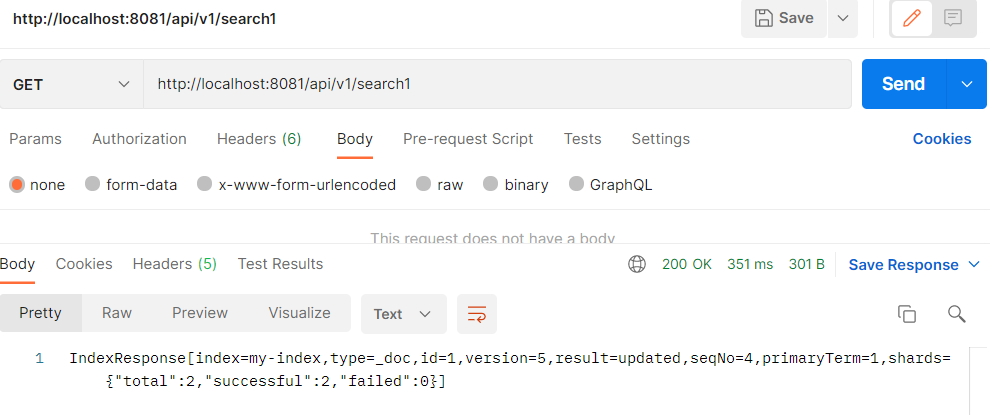 http://localhost:8081/api/v1/search1
Save
GET
http://localhost:8081/api/v1/search1
Send
Params Authorization Headers (6) Body Pre-request Script Tests Settings Cookies
none form-data x-www-form-urlencoded raw binary GraphQL
This request does not have a body
Body Cookies Headers (5) Test Results 200 OK 351 ms 301 B Save Response
Pretty Raw Preview Visualize Text
1 IndexResponse[index=my-index,type=_doc,id=1,version=5,result=updated,seqNo=4,primaryTerm=1,shards=
{"total":2,"successful":2,"failed":0}]